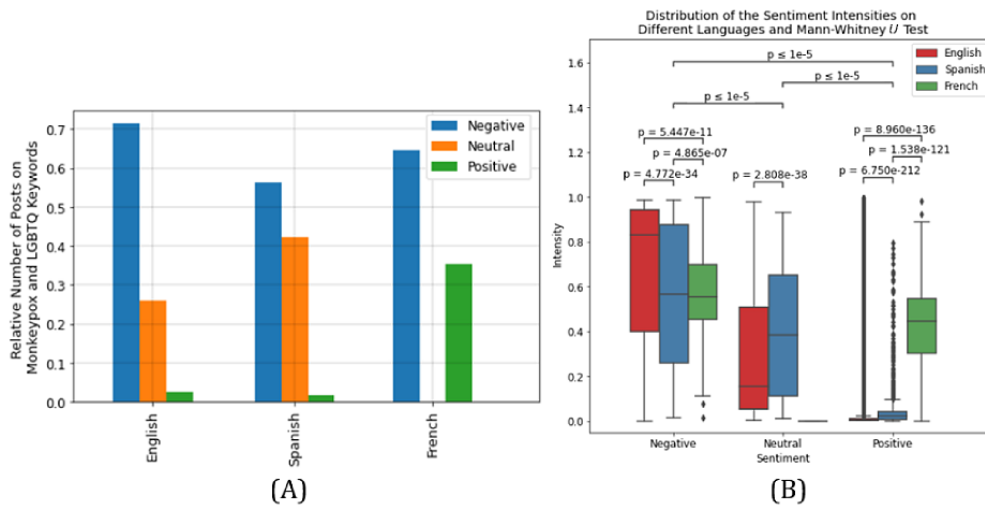 Relative Number of Posts on
Monkeypox and LGBTQ Keywords
0.7
0.6
0.5
0.4
0.3
0.2
0.1
0.0
Negative
Neutral
Positive
English
Spanish
French
(A)
Distribution of the Sentiment Intensities on
Different Languages and Mann-Whitney U Test
Intensity
1.6
1.4
1.2
1.0
0.8
0.6
0.4
0.2
0.0
English
Spanish
French
p ≤ 1e-5
p ≤ 1e-5
p ≤ 1e-5
p = 5.447e-11
p = 4.865e-07
p = 4.772e-34
p = 2.808e-38
p = 8.960e-136
p = 1.538e-121
p = 6.750e-212
Negative
Neutral
Positive
Sentiment
(B)